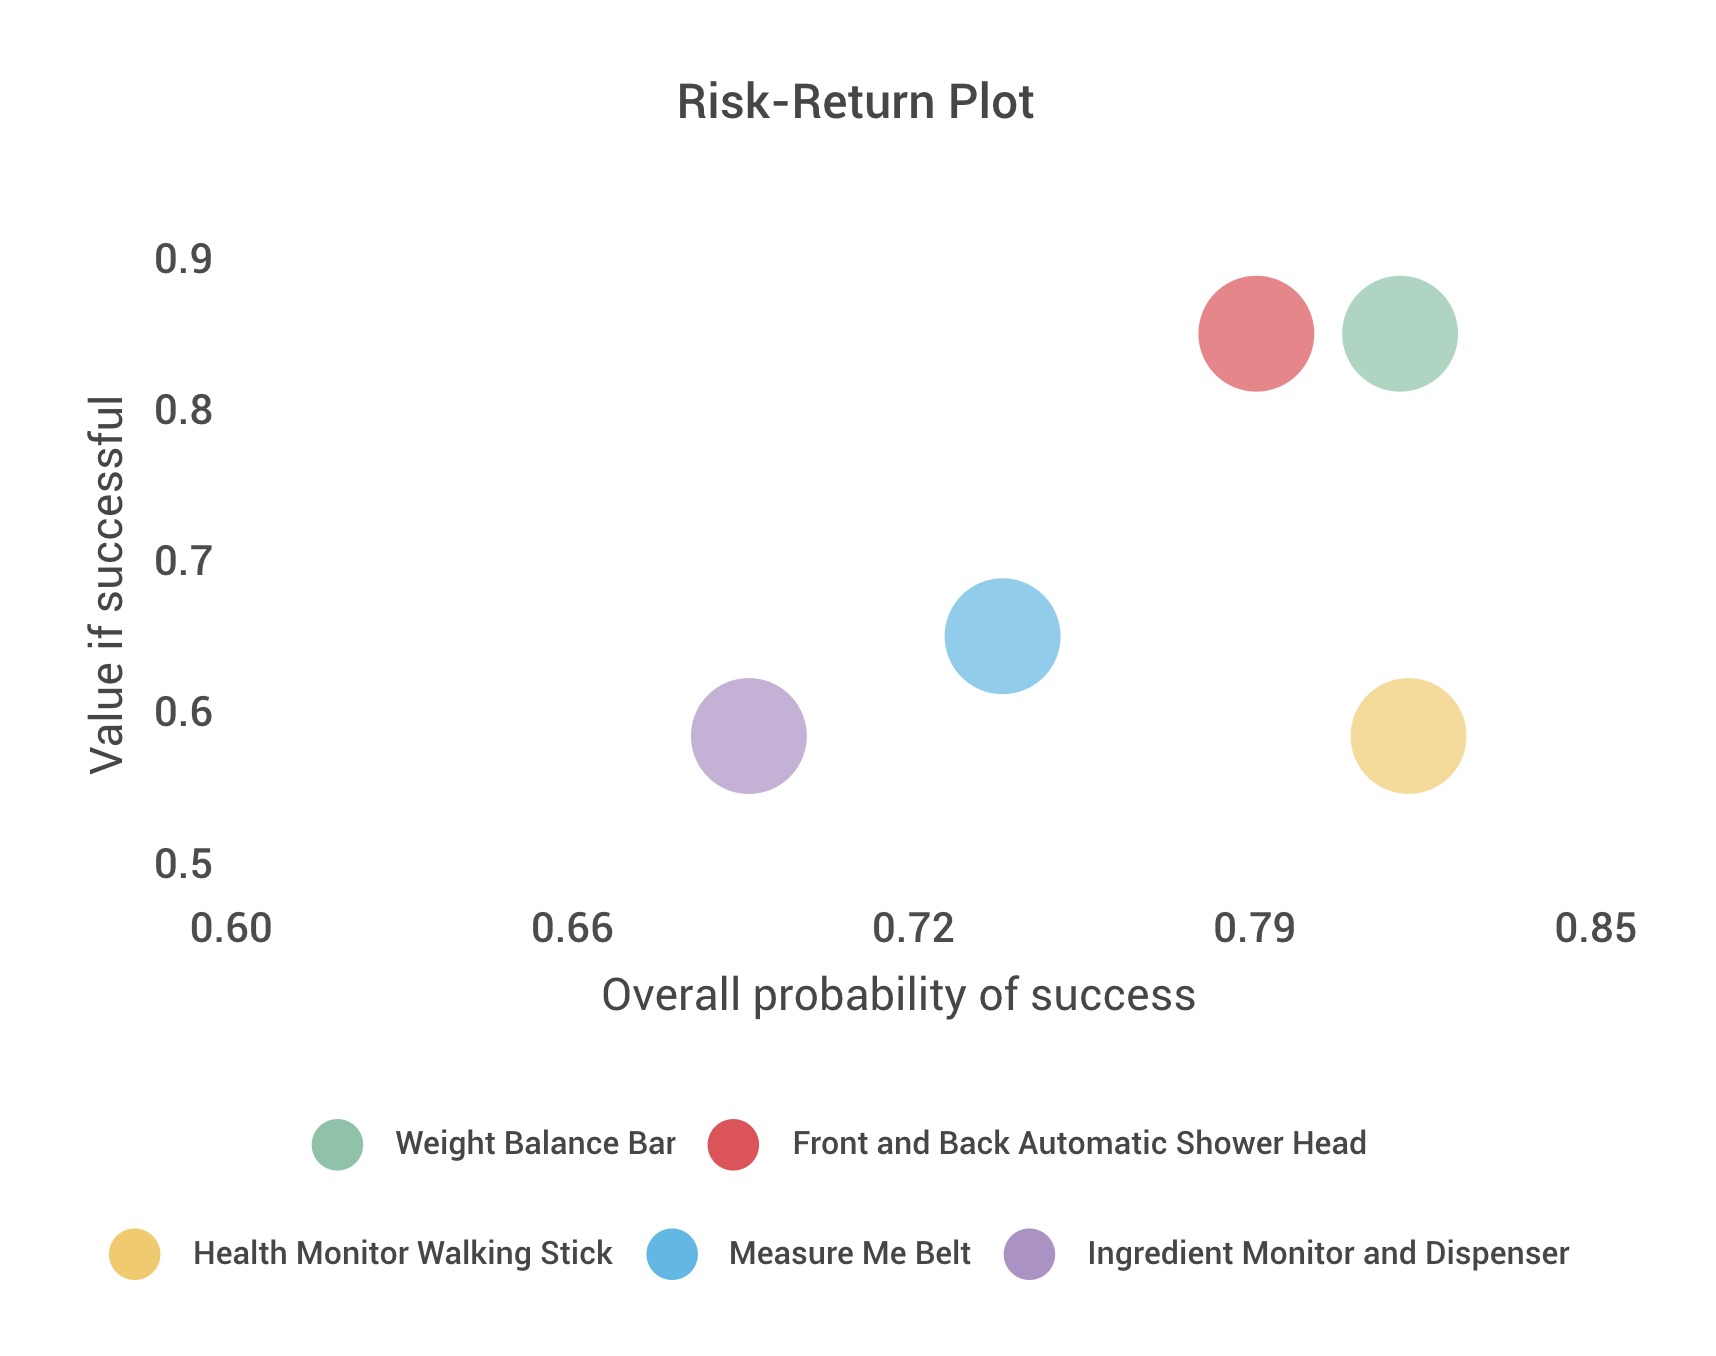 Risk-Return Plot
0.9
0.8
0.7
0.6
0.5
Value if successful
0.60 0.66 0.72 0.79 0.85
Overall probability of success
Weight Balance Bar Front and Back Automatic Shower Head
Health Monitor Walking Stick Measure Me Belt Ingredient Monitor and Dispenser